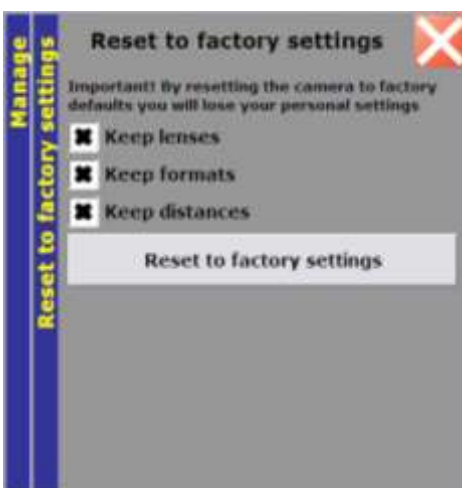 Manage
Reset to factory settings
Reset to factory settings
Important! By resetting the camera to factory
defaults you will lose your personal settings
Keep lenses
Keep formats
Keep distances
Reset to factory settings